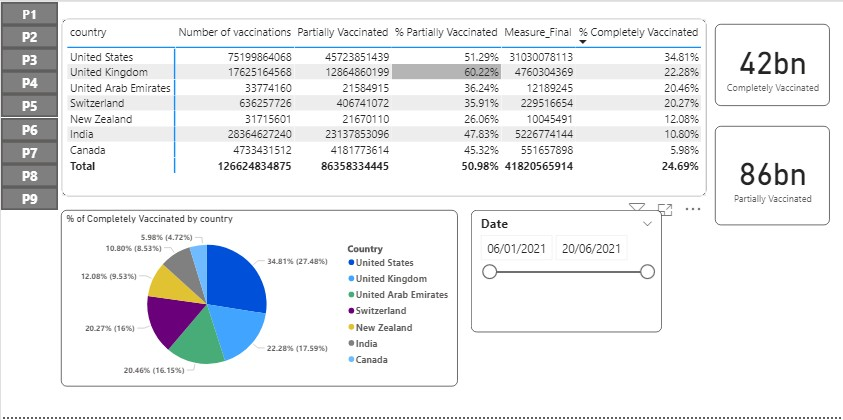 P1
P2
P3
P4
P5
P6
P7
P8
P9
country Number of vaccinations Partially Vaccinated % Partially Vaccinated Measure_Final % Completely Vaccinated
United States 75199864068 45723851439 51.29% 31030078113 34.81%
United Kingdom 17625164568 12864860199 60.22% 4760304369 22.28%
United Arab Emirates 33774160 21584915 36.24% 12189245 20.46%
Switzerland 636257726 406741072 35.91% 229516654 20.27%
New Zealand 31715601 21670110 26.06% 10045491 12.08%
India 28364627240 23137853096 47.83% 5226774144 10.80%
Canada 4733431512 4181773614 45.32% 551657898 5.98%
Total 126624834875 86358334445 50.98% 41820565914 24.69%
42bn
Completely Vaccinated
86bn
Partially Vaccinated
% of Completely Vaccinated by country
5.98% (4.72%)
10.80% (8.53%)
12.08% (9.53%)
20.27% (16%)
20.46% (16.15%)
34.81% (27.48%)
22.28% (17.59%)
Country
United States
United Kingdom
United Arab Emirates
Switzerland
New Zealand
India
Canada
Date
06/01/2021 20/06/2021